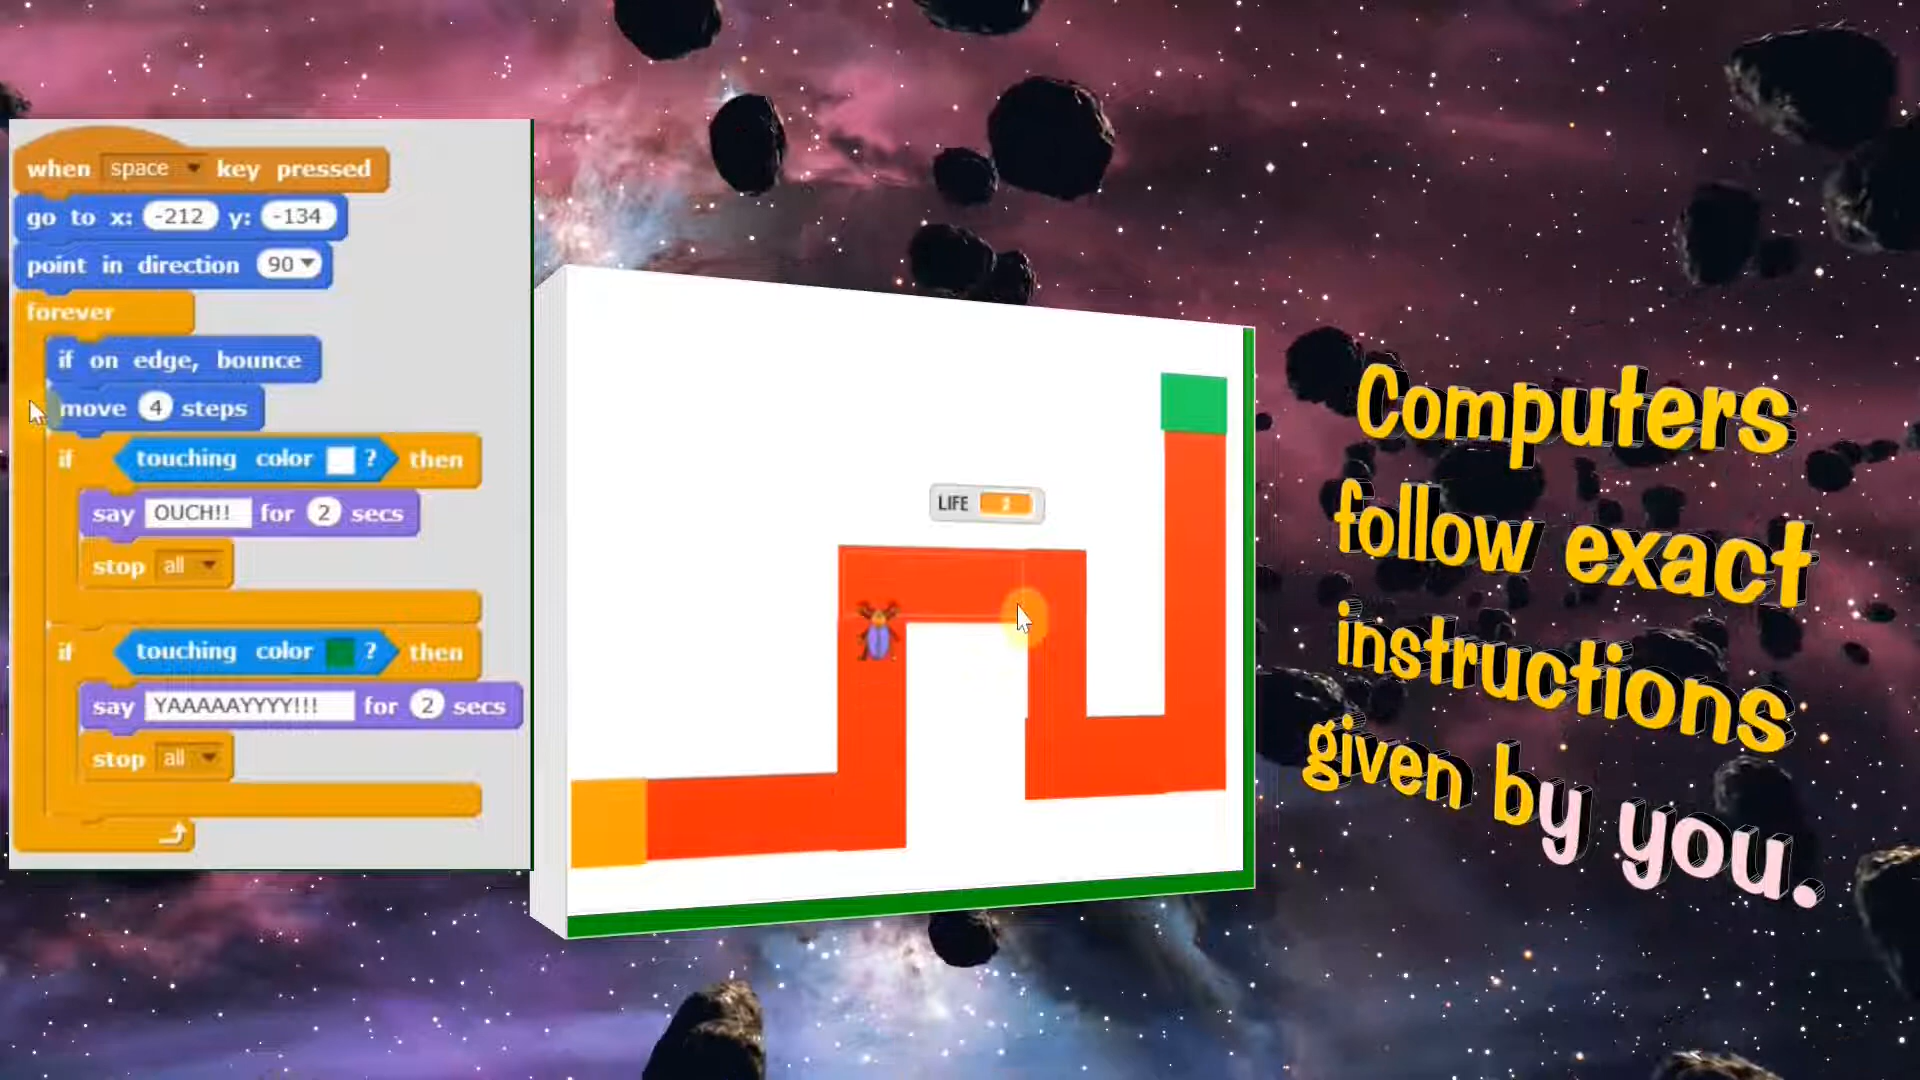 when space key pressed
go to x: -212 y: -134
point in direction 90
forever
if on edge, bounce
move 4 steps
if touching color ? then
say OUCH!! for 2 secs
stop all
if touching color ? then
say YAAAAAYYYY!!! for 2 secs
stop all
LIFE
Computers
follow exact
instructions
given by you.